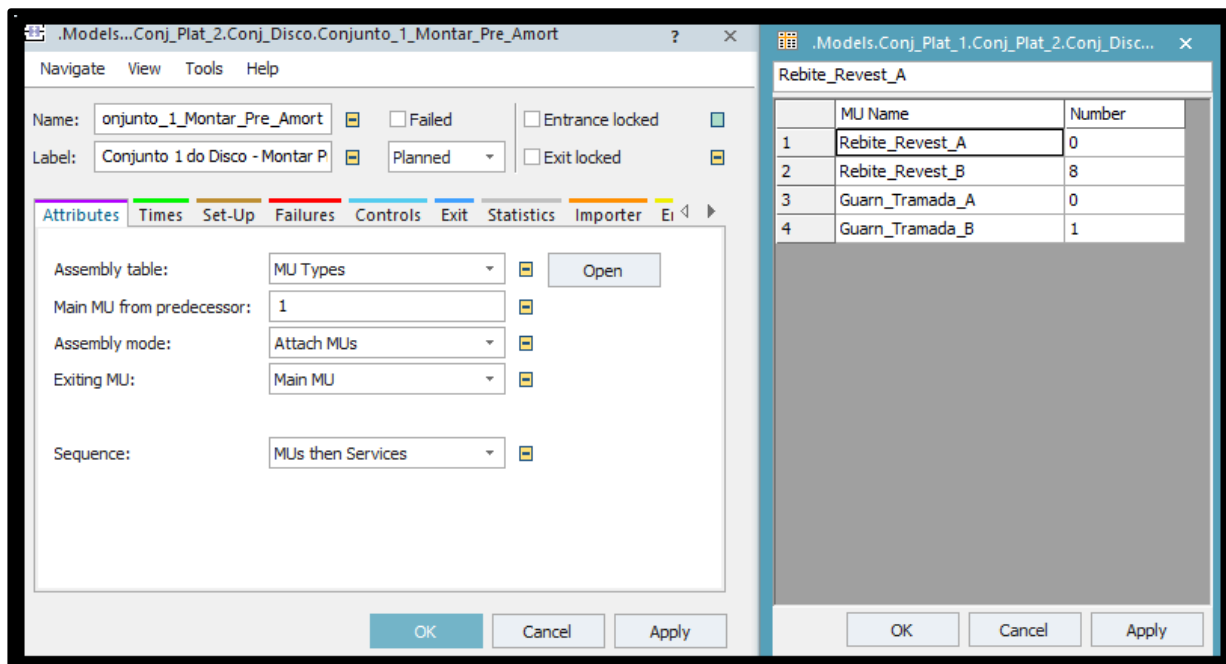 .Models...Conj_Plat_2.Conj_Disco.Conjunto_1_Montar_Pre_Amort ? ×
Navigate View Tools Help
Name: onjunto_1_Montar_Pre_Amort Failed Entrance locked
Label: Conjunto 1 do Disco - Montar P Planned Exit locked
Attributes Times Set-Up Failures Controls Exit Statistics Importer
Assembly table: MU Types Open
Main MU from predecessor: 1
Assembly mode: Attach MUs
Exiting MU: Main MU
Sequence: MUs then Services
OK Cancel Apply
.Models.Conj_Plat_1.Conj_Plat_2.Conj_Disc... ×
Rebite_Revest_A
MU Name Number
1 Rebite_Revest_A 0
2 Rebite_Revest_B 8
3 Guarn_Tramada_A 0
4 Guarn_Tramada_B 1
OK Cancel Apply